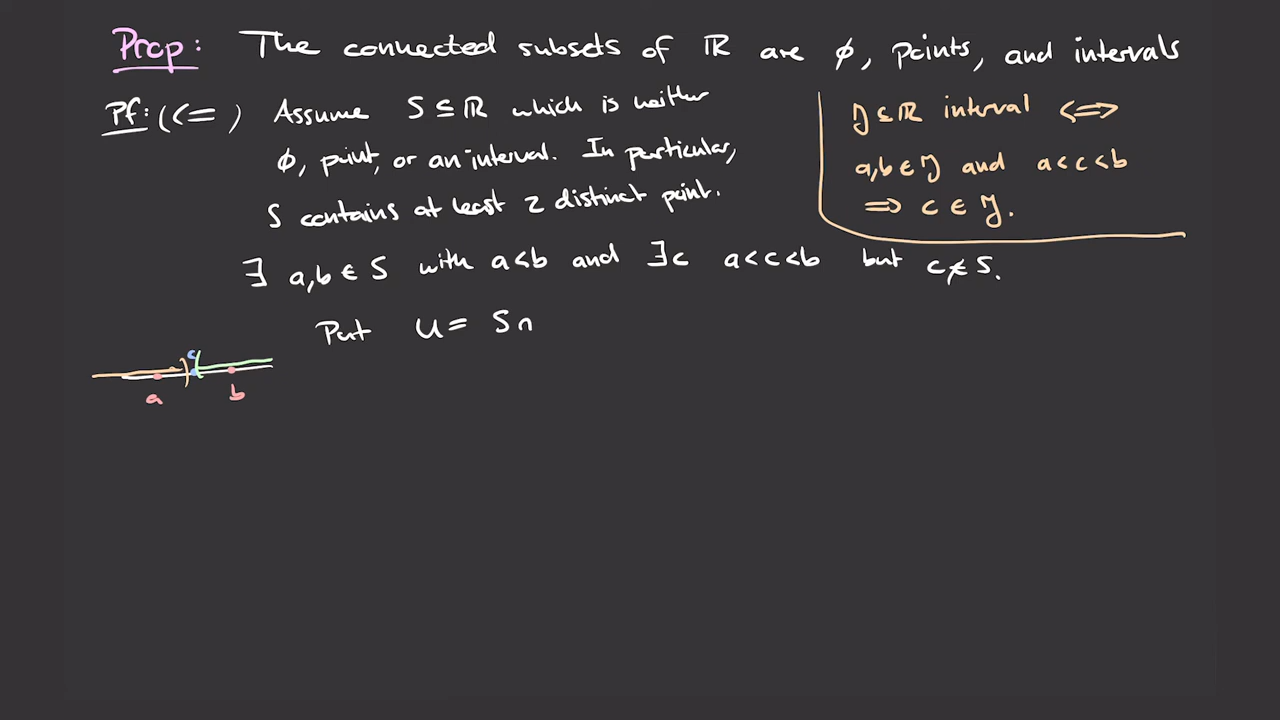 Prop: The connected subsets of ℝ are ∅, points, and intervals
Pf: (<=) Assume S ⊆ ℝ which is neither
∅, point, or an interval. In particular,
S contains at least 2 distinct point.
J ⊆ ℝ interval <=>
a,b ∈ J and a<c<b
=> c ∈ J.
∃ a,b ∈ S with a<b and ∃c a<c<b but c ∉ S.
Put U = S ∩
c
a b